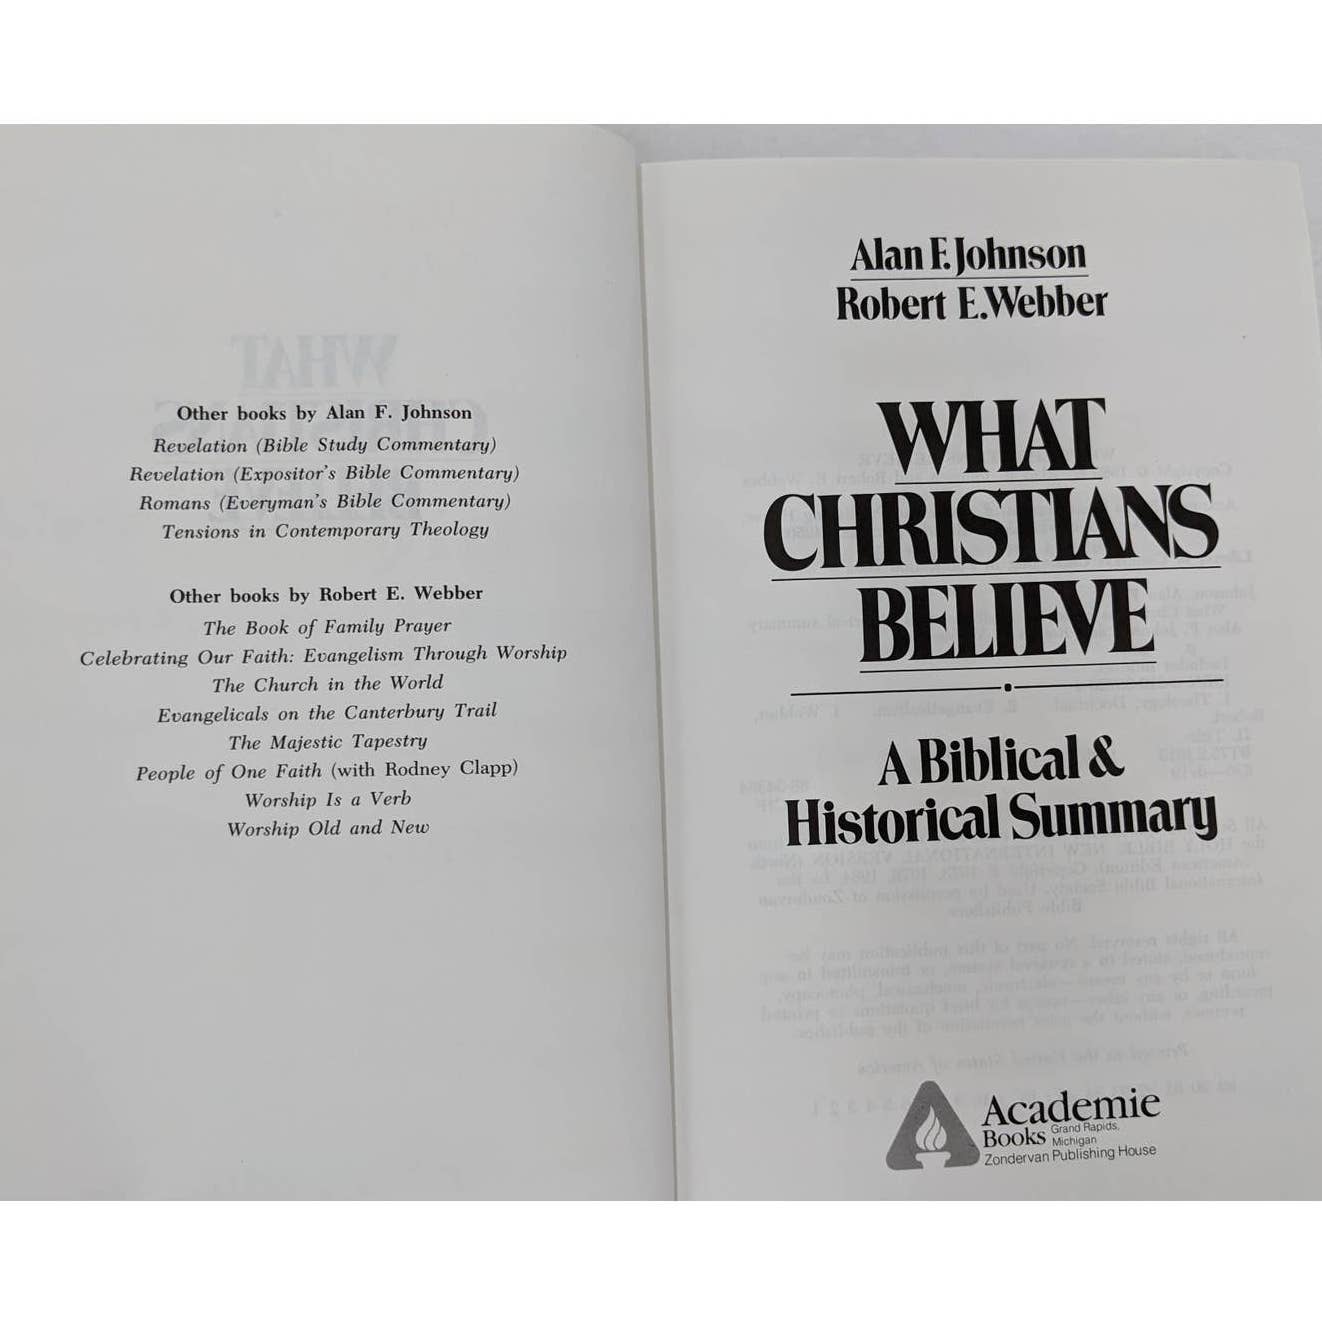 Other books by Alan F. Johnson
Revelation (Bible Study Commentary)
Revelation (Expositor's Bible Commentary)
Romans (Everyman's Bible Commentary)
Tensions in Contemporary Theology
Other books by Robert E. Webber
The Book of Family Prayer
Celebrating Our Faith: Evangelism Through Worship
The Church in the World
Evangelicals on the Canterbury Trail
The Majestic Tapestry
People of One Faith (with Rodney Clapp)
Worship Is a Verb
Worship Old and New
Alan F. Johnson
Robert E. Webber
WHAT
CHRISTIANS
BELIEVE
A Biblical &
Historical Summary
Academie
Books Grand Rapids,
Michigan
Zondervan Publishing House